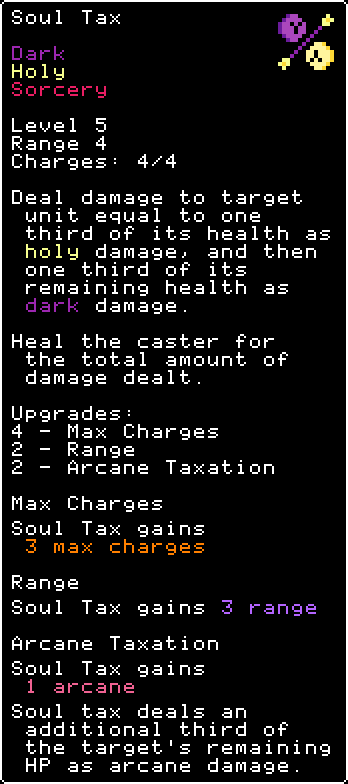 Soul Tax
Dark
Holy
Sorcery
Level 5
Range 4
Charges: 4/4
Deal damage to target
unit equal to one
third of its health as
holy damage, and then
one third of its
remaining health as
dark damage.
Heal the caster for
the total amount of
damage dealt.
Upgrades:
4 - Max Charges
2 - Range
2 - Arcane Taxation
Max Charges
Soul Tax gains
3 max charges
Range
Soul Tax gains 3 range
Arcane Taxation
Soul Tax gains
1 arcane
Soul tax deals an
additional third of
the target's remaining
HP as arcane damage.